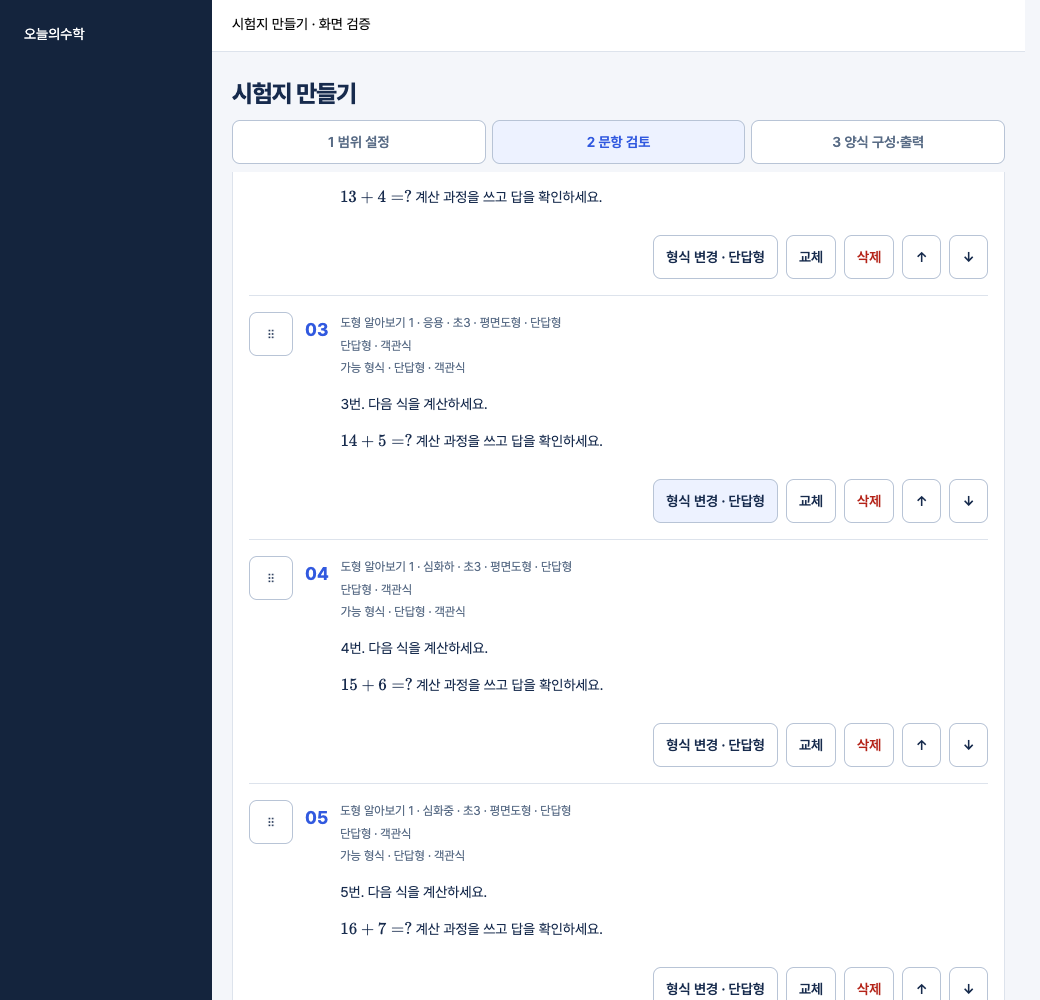 오늘의수학
시험지 만들기 · 화면 검증
시험지 만들기
1 범위 설정
2 문항 검토
3 양식 구성·출력
13 + 4 =? 계산 과정을 쓰고 답을 확인하세요.
형식 변경 · 단답형 교체 삭제 ↑ ↓
03 도형 알아보기 1 · 응용 · 초3 · 평면도형 · 단답형
단답형 · 객관식
가능 형식 · 단답형 · 객관식
3번. 다음 식을 계산하세요.
14 + 5 =? 계산 과정을 쓰고 답을 확인하세요.
형식 변경 · 단답형 교체 삭제 ↑ ↓
04 도형 알아보기 1 · 심화하 · 초3 · 평면도형 · 단답형
단답형 · 객관식
가능 형식 · 단답형 · 객관식
4번. 다음 식을 계산하세요.
15 + 6 =? 계산 과정을 쓰고 답을 확인하세요.
형식 변경 · 단답형 교체 삭제 ↑ ↓
05 도형 알아보기 1 · 심화중 · 초3 · 평면도형 · 단답형
단답형 · 객관식
가능 형식 · 단답형 · 객관식
5번. 다음 식을 계산하세요.
16 + 7 =? 계산 과정을 쓰고 답을 확인하세요.
형식 변경 · 단답형 교체 삭제 ↑ ↓